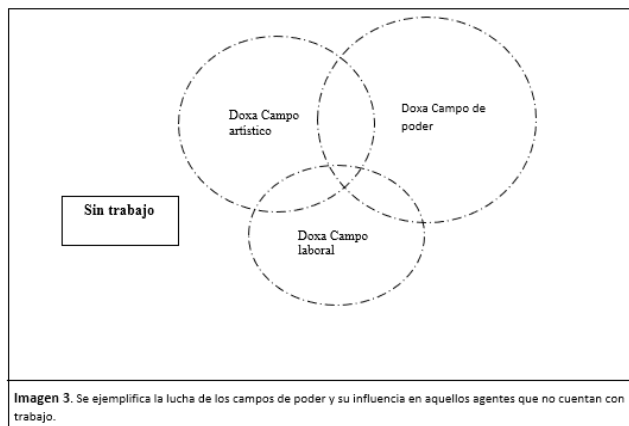 Doxa Campo
artístico
Doxa Campo de
poder
Sin trabajo
Doxa Campo
laboral
Imagen 3. Se ejemplifica la lucha de los campos de poder y su influencia en aquellos agentes que no cuentan con
trabajo.